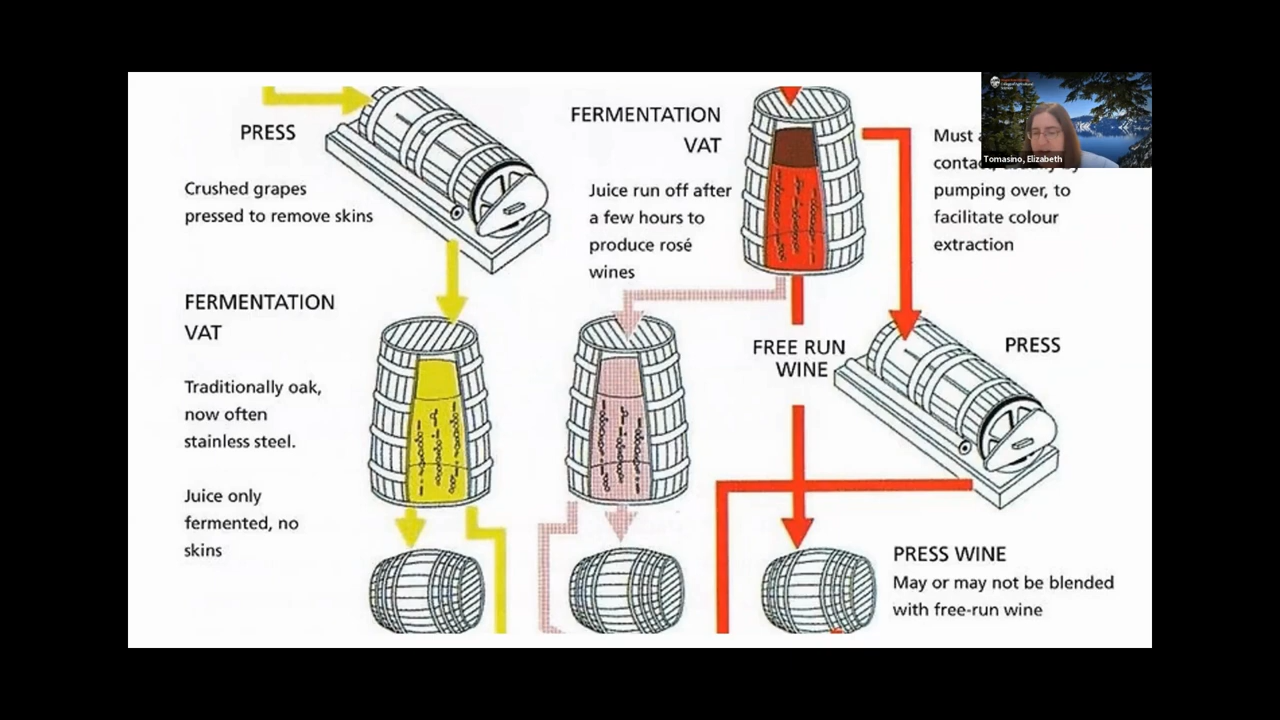 PRESS
Crushed grapes
pressed to remove skins
FERMENTATION
VAT
Traditionally oak,
now often
stainless steel.
Juice only
fermented, no
skins
FERMENTATION
VAT
Juice run off after
a few hours to
produce rosé
wines
FREE RUN
WINE
Must
contact,
pumping over, to
facilitate colour
extraction
PRESS
PRESS WINE
May or may not be blended
with free-run wine
Tomasino, Elizabeth